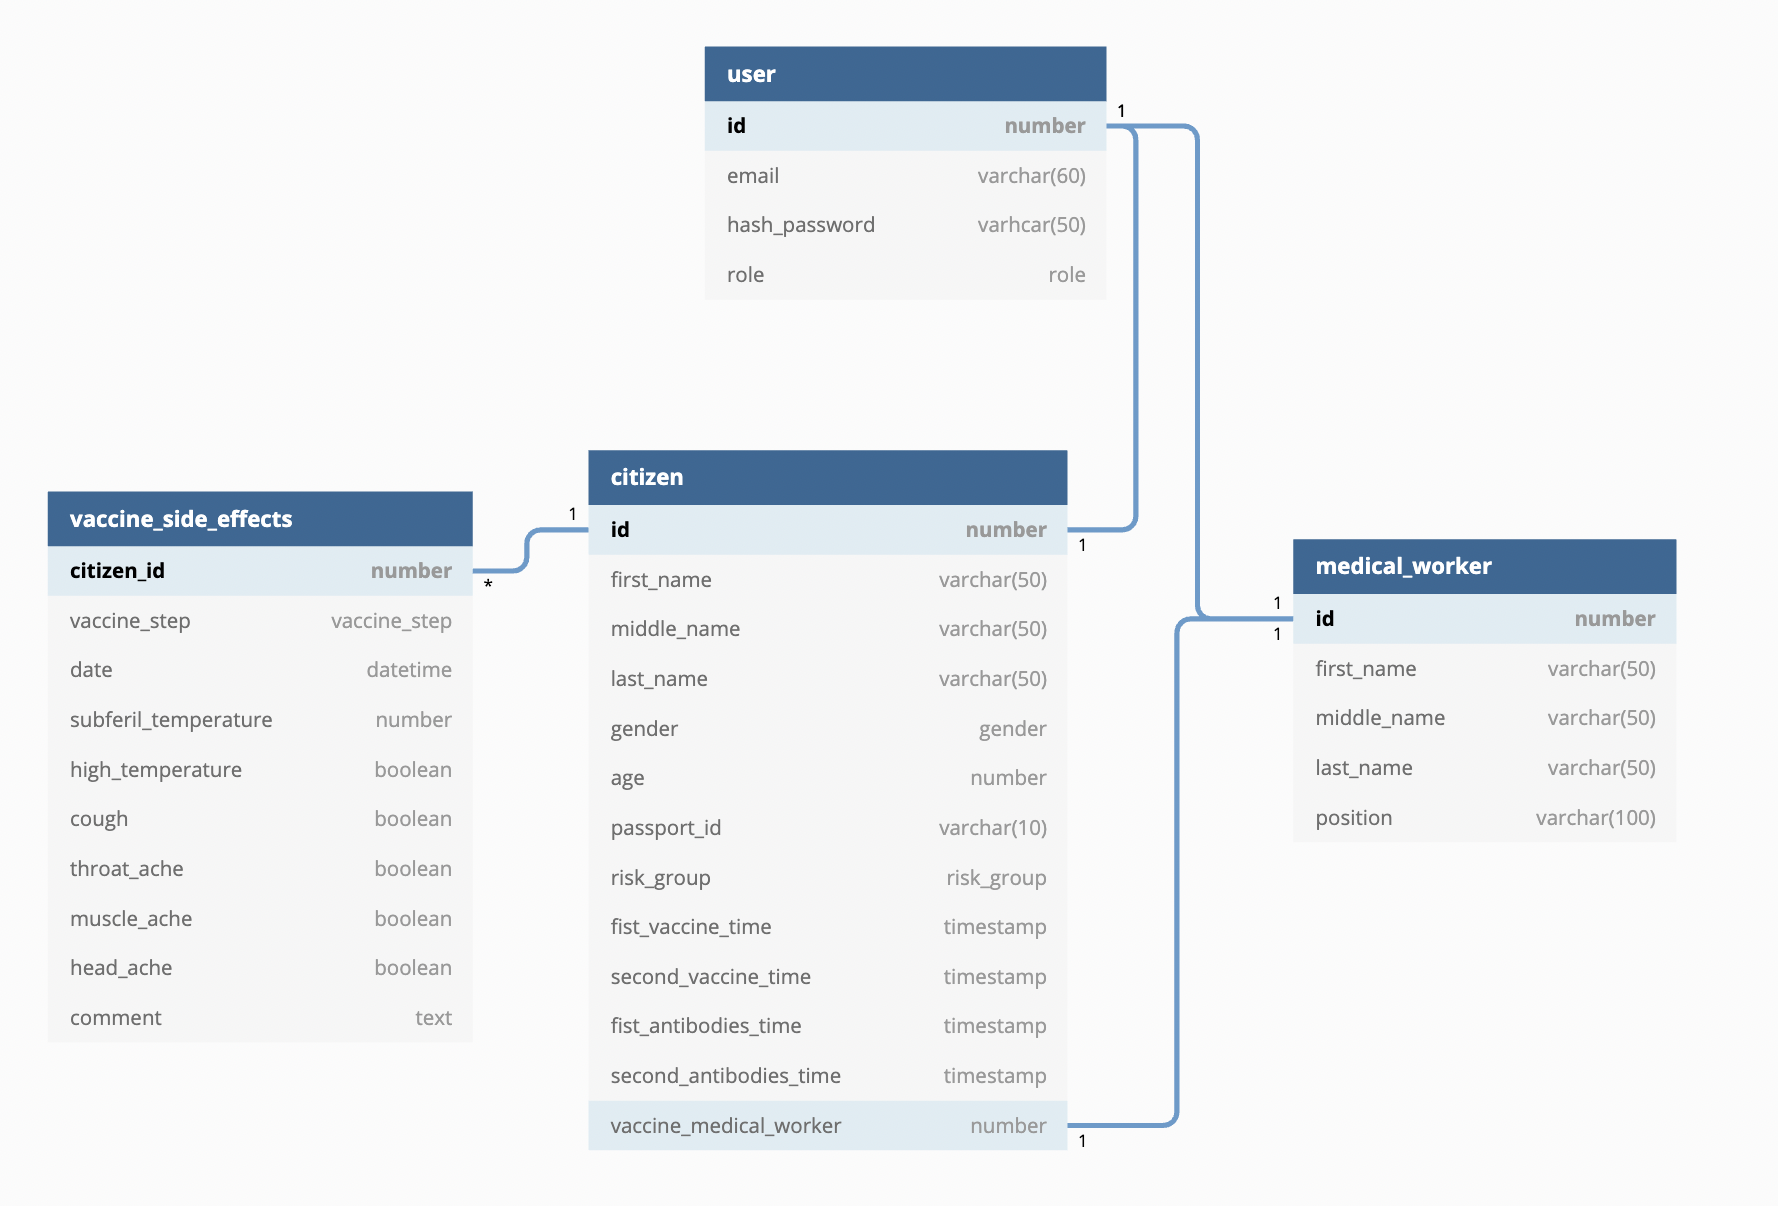 user
1
id number
email varchar(60)
hash_password varhcar(50)
role role
citizen
1
id number
1
first_name varchar(50)
middle_name varchar(50)
last_name varchar(50)
gender gender
age number
passport_id varchar(10)
risk_group risk_group
fist_vaccine_time timestamp
second_vaccine_time timestamp
fist_antibodies_time timestamp
second_antibodies_time timestamp
vaccine_medical_worker number
1
vaccine_side_effects
citizen_id number
*
vaccine_step vaccine_step
date datetime
subferil_temperature number
high_temperature boolean
cough boolean
throat_ache boolean
muscle_ache boolean
head_ache boolean
comment text
medical_worker
1
id number
1
first_name varchar(50)
middle_name varchar(50)
last_name varchar(50)
position varchar(100)